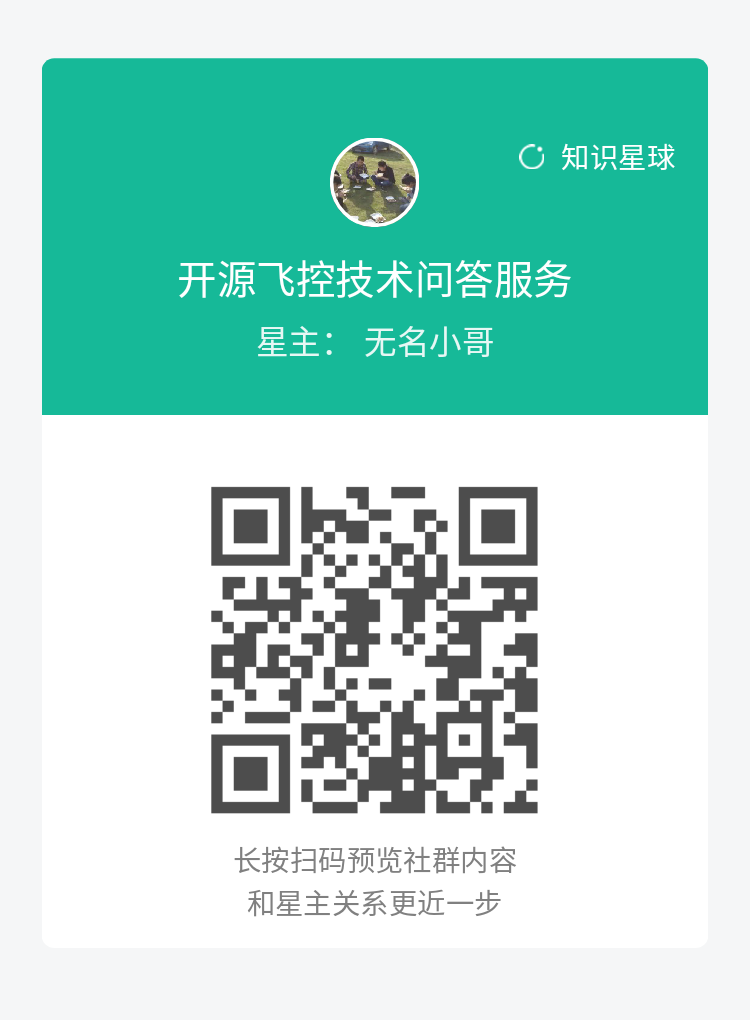 知识星球
开源飞控技术问答服务
星主： 无名小哥
长按扫码预览社群内容
和星主关系更近一步